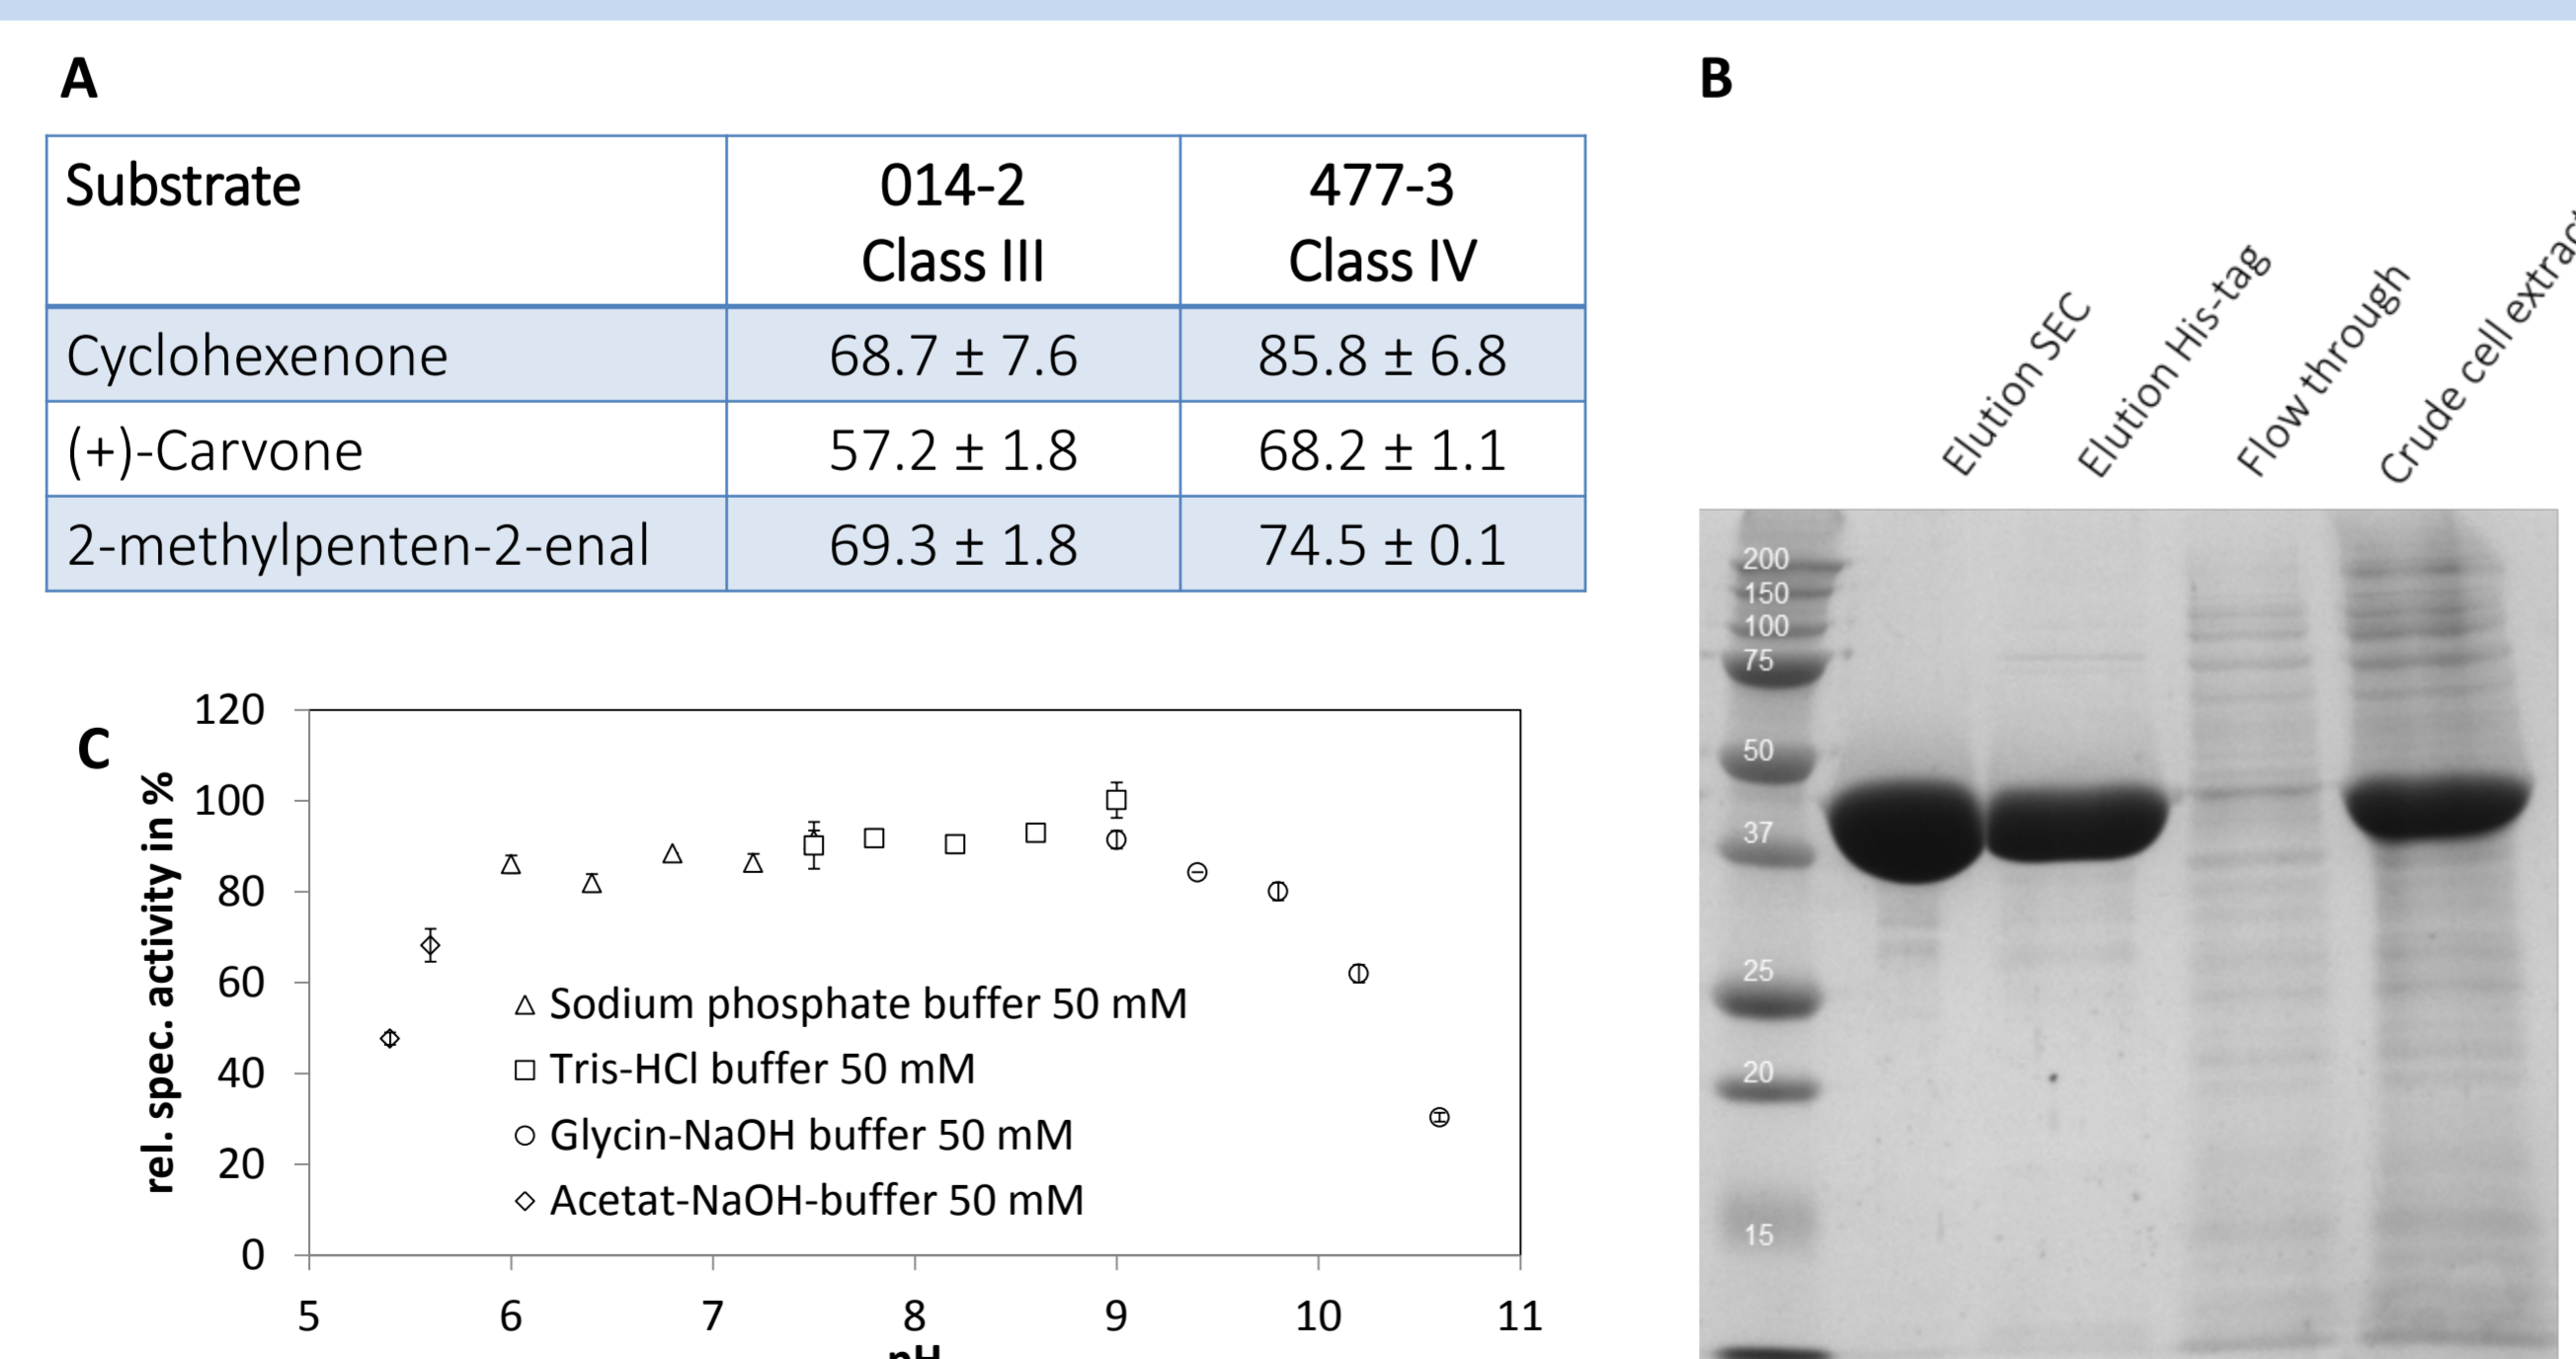 A
Substrate 014-2 Class III 477-3 Class IV
Cyclohexenone 68.7 ± 7.6 85.8 ± 6.8
(+)-Carvone 57.2 ± 1.8 68.2 ± 1.1
2-methylpenten-2-enal 69.3 ± 1.8 74.5 ± 0.1
B
Elution SEC
Elution His-tag
Flow through
Crude cell extract
200
150
100
75
50
37
25
20
15
C
rel. spec. activity in %
120
100
80
60
40
20
0
Sodium phosphate buffer 50 mM
Tris-HCl buffer 50 mM
Glycin-NaOH buffer 50 mM
Acetat-NaOH-buffer 50 mM
5 6 7 8 9 10 11
pH